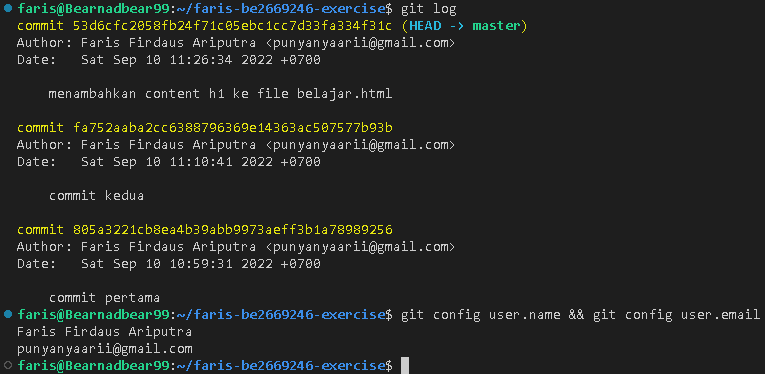 faris@Bearnadbear99:~/faris-be2669246-exercise$ git log
commit 53d6cfc2058fb24f71c05ebc1cc7d33fa334f31c (HEAD -> master)
Author: Faris Firdaus Ariputra <punyanyaarii@gmail.com>
Date:   Sat Sep 10 11:26:34 2022 +0700
menambahkan content h1 ke file belajar.html
commit fa752aaba2cc6388796369e14363ac507577b93b
Author: Faris Firdaus Ariputra <punyanyaarii@gmail.com>
Date:   Sat Sep 10 11:10:41 2022 +0700
commit kedua
commit 805a3221cb8ea4b39abb9973aeff3b1a78989256
Author: Faris Firdaus Ariputra <punyanyaarii@gmail.com>
Date:   Sat Sep 10 10:59:31 2022 +0700
commit pertama
faris@Bearnadbear99:~/faris-be2669246-exercise$ git config user.name && git config user.email
Faris Firdaus Ariputra
punyanyaarii@gmail.com
faris@Bearnadbear99:~/faris-be2669246-exercise$